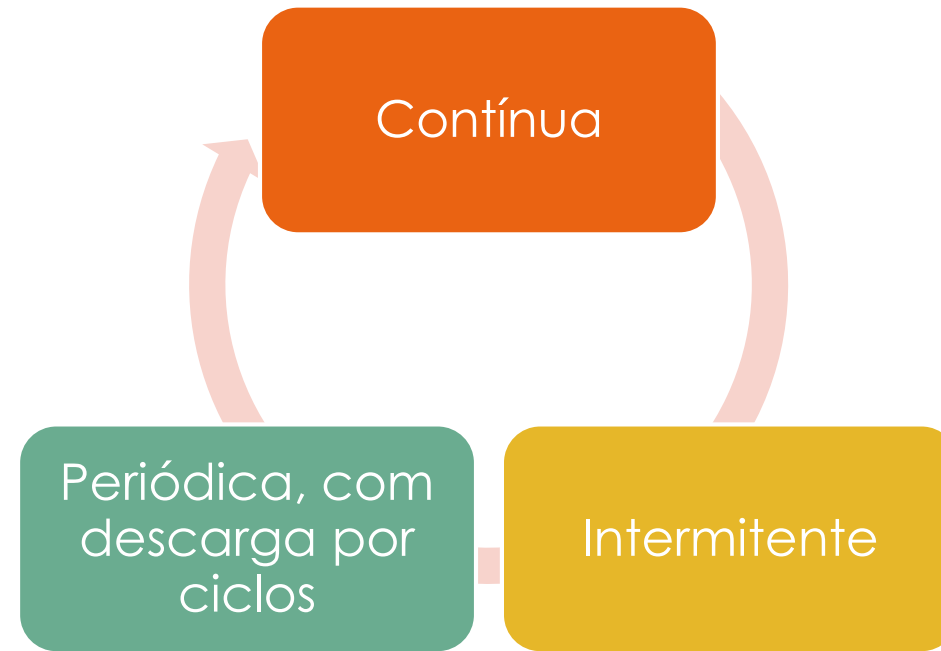 Contínua
Periódica, com
descarga por
ciclos
Intermitente